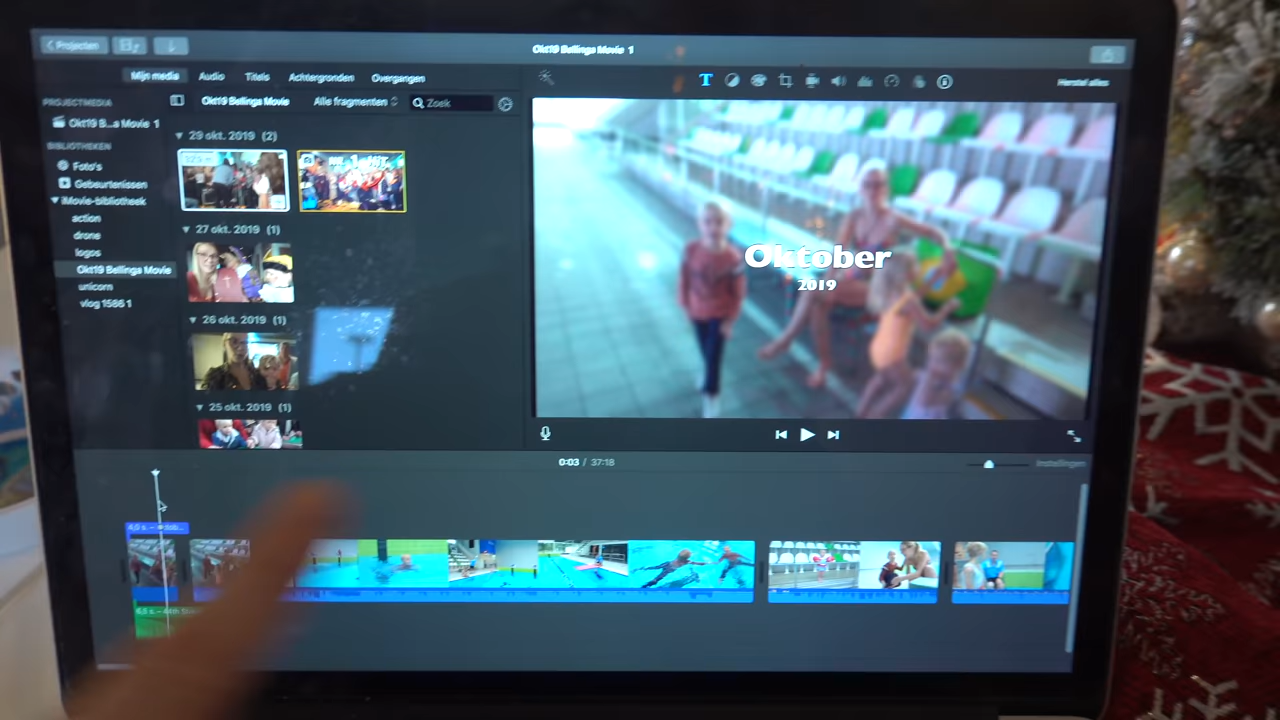 Projecten
Okt19 Bellinga Movie 1
Mijn media
Audio
Titels
Achtergronden
Overgangen
T
Herstel alles
PROJECTMEDIA
Okt19 B...a Movie 1
BIBLIOTHEKEN
Foto's
Gebeurtenissen
iMovie-bibliotheek
action
drone
logos
Okt19 Bellinga Movie
unicorn
vlog 1586 1
Okt19 Bellinga Movie
Alle fragmenten
Zoek
29 okt. 2019 (2)
27 okt. 2019 (1)
26 okt. 2019 (1)
25 okt. 2019 (1)
Oktober
2019
0:03 / 37:18
Instellingen